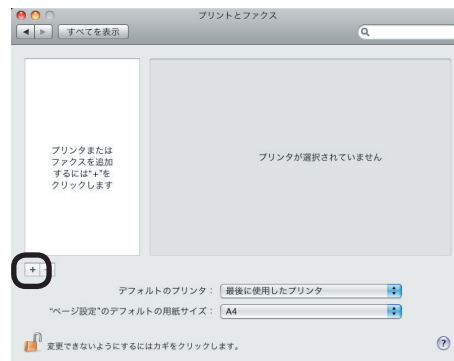 プリントとファクス
すべてを表示
プリンタまたは
ファクスを追加
するには"+"を
クリックします
プリンタが選択されていません
+
デフォルトのプリンタ： 最後に使用したプリンタ
"ページ設定"のデフォルトの用紙サイズ： A4
変更できないようにするにはカギをクリックします。
?